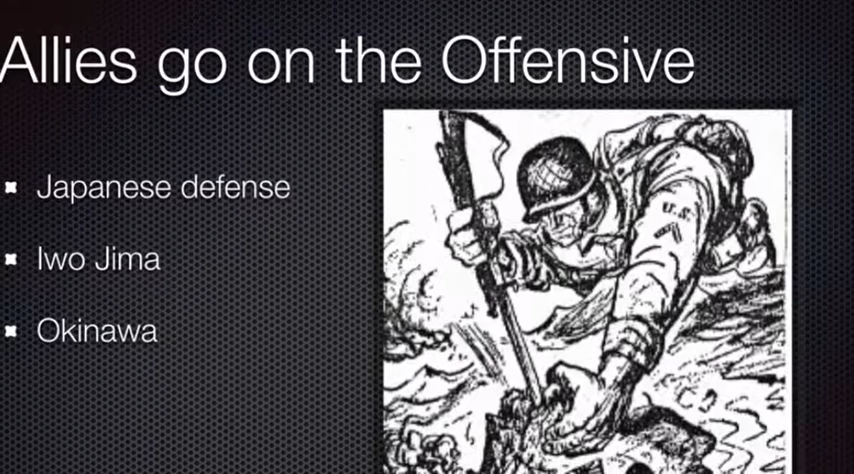 Allies go on the Offensive
Japanese defense
Iwo Jima
Okinawa
U.S.